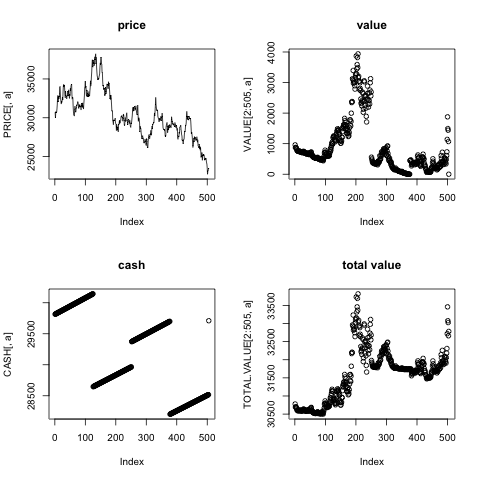 price
PRICE[, a]
25000 30000 35000
0 100 200 300 400 500
Index
value
VALUE[2:505, a]
0 1000 2000 3000 4000
0 100 200 300 400 500
Index
cash
CASH[, a]
28500 29500
0 100 200 300 400 500
Index
total value
TOTAL.VALUE[2:505, a]
30500 31500 32500 33500
0 100 200 300 400 500
Index